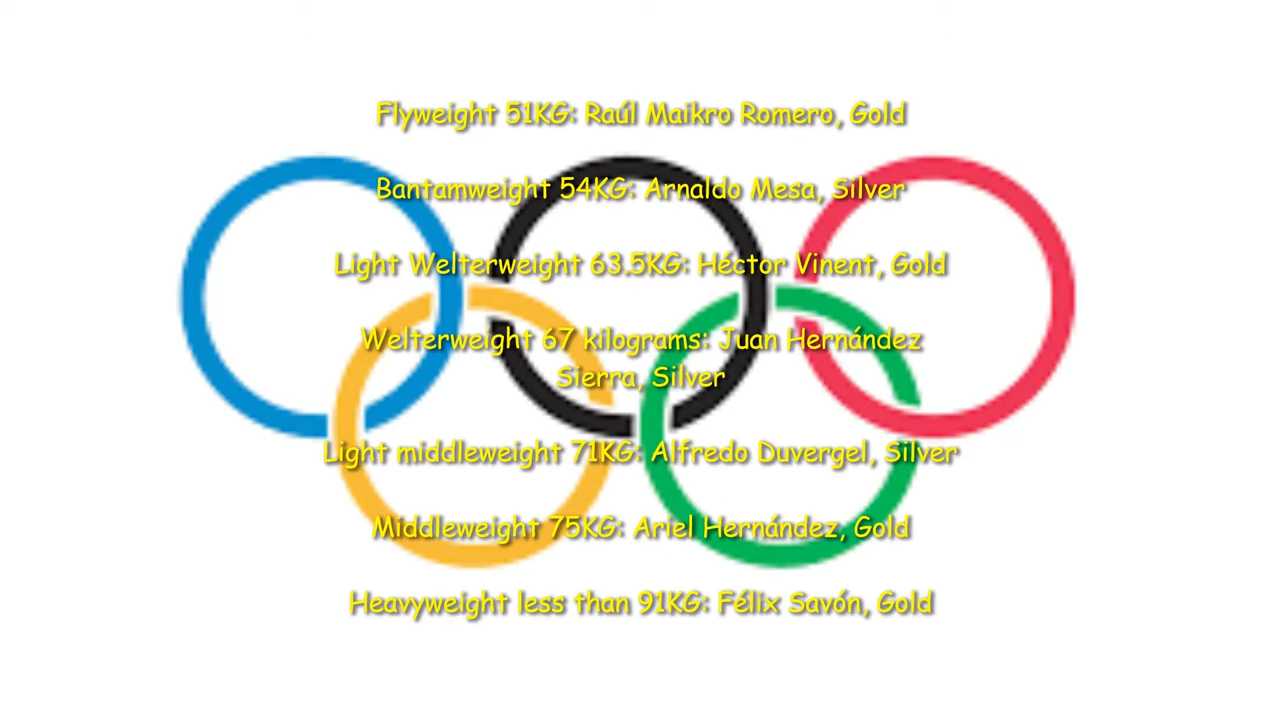 Flyweight 51KG: Raúl Maikro Romero, Gold
Bantamweight 54KG: Arnaldo Mesa, Silver
Light Welterweight 63.5KG: Héctor Vinent, Gold
Welterweight 67 kilograms: Juan Hernández
Sierra, Silver
Light middleweight 71KG: Alfredo Duvergel, Silver
Middleweight 75KG: Ariel Hernández, Gold
Heavyweight less than 91KG: Félix Savón, Gold